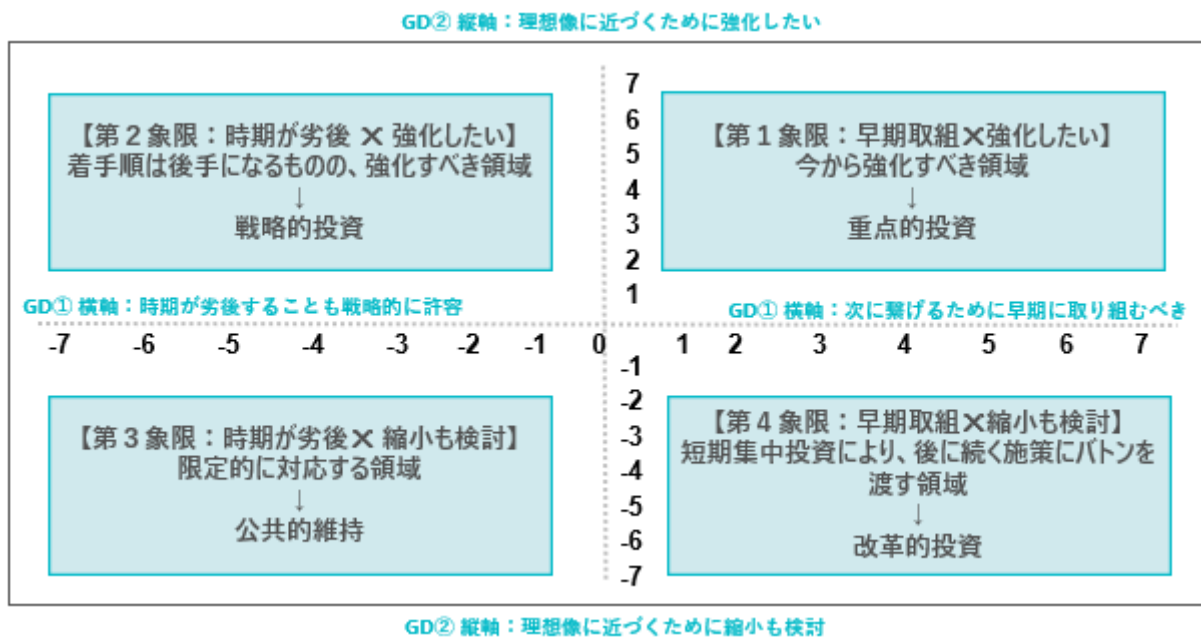 GD② 縦軸：理想像に近づくために強化したい
【第２象限：時期が劣後 × 強化したい】
着手順は後手になるものの、強化すべき領域
↓
戦略的投資
7
6
5
4
3
2
1
【第１象限：早期取組×強化したい】
今から強化すべき領域
↓
重点的投資
GD① 横軸：時期が劣後することも戦略的に許容
GD① 横軸：次に繋げるために早期に取り組むべき
-7 -6 -5 -4 -3 -2 -1 0 1 2 3 4 5 6 7
【第３象限：時期が劣後× 縮小も検討】
限定的に対応する領域
↓
公共的維持
-1
-2
-3
-4
-5
-6
-7
【第４象限：早期取組×縮小も検討】
短期集中投資により、後に続く施策にバトンを
渡す領域
↓
改革的投資
GD② 縦軸：理想像に近づくために縮小も検討